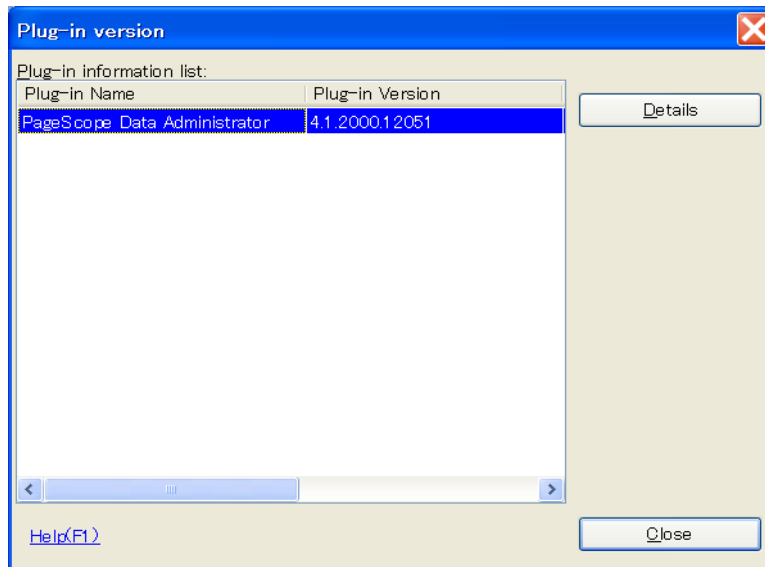 Plug-in version
Plug-in information list:
Plug-in Name Plug-in Version
Details
PageScope Data Administrator 4.1.2000.12051
Help(F1)
Close